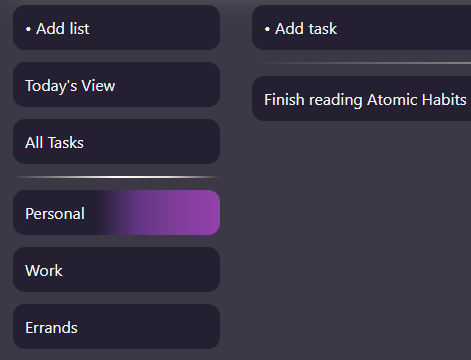 • Add list
Today's View
All Tasks
Personal
Work
Errands
• Add task
Finish reading Atomic Habits